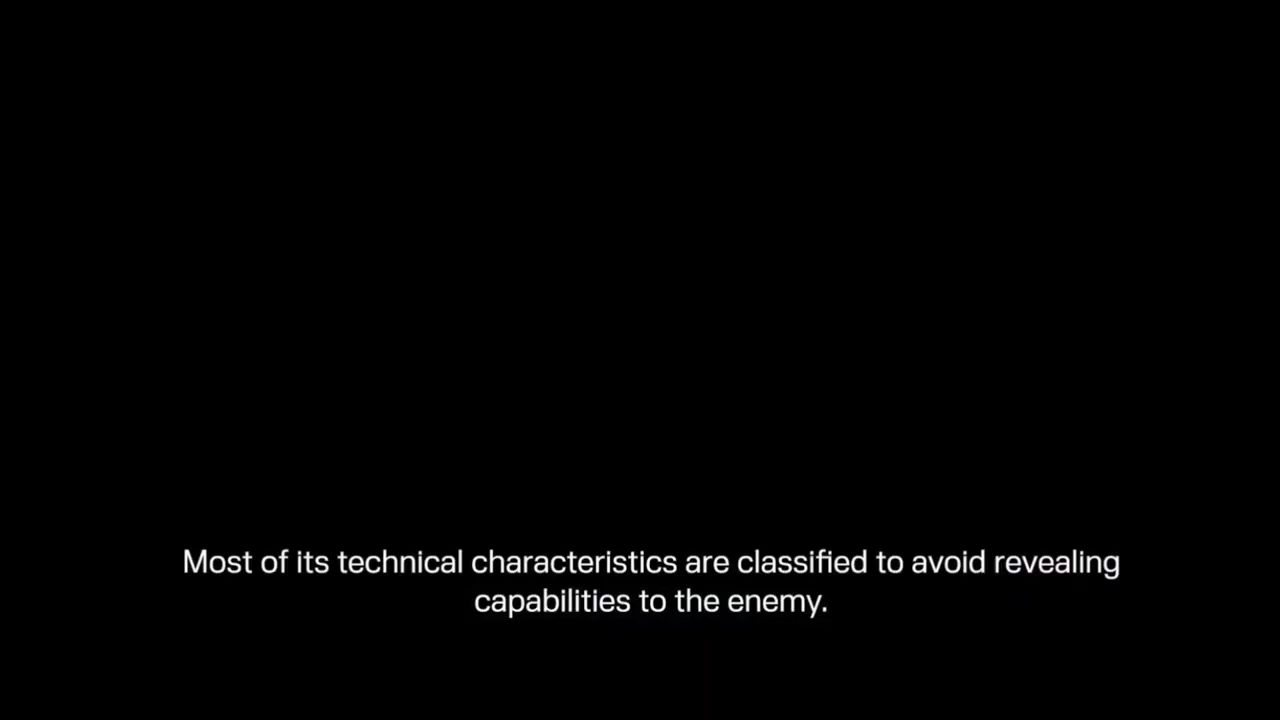 Most of its technical characteristics are classified to avoid revealing
capabilities to the enemy.